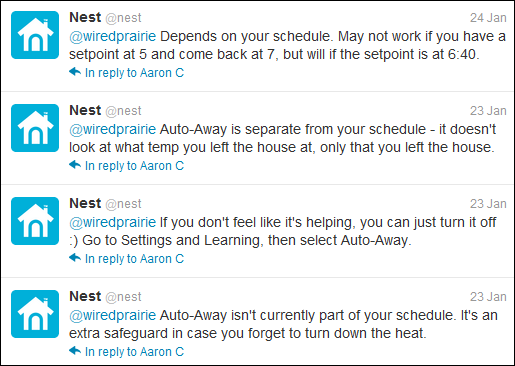 Nest @nest 24 Jan
@wiredprairie Depends on your schedule. May not work if you have a
setpoint at 5 and come back at 7, but will if the setpoint is at 6:40.
In reply to Aaron C
Nest @nest 23 Jan
@wiredprairie Auto-Away is separate from your schedule - it doesn't
look at what temp you left the house at, only that you left the house.
In reply to Aaron C
Nest @nest 23 Jan
@wiredprairie If you don't feel like it's helping, you can just turn it off
:) Go to Settings and Learning, then select Auto-Away.
In reply to Aaron C
Nest @nest 23 Jan
@wiredprairie Auto-Away isn't currently part of your schedule. It's an
extra safeguard in case you forget to turn down the heat.
In reply to Aaron C